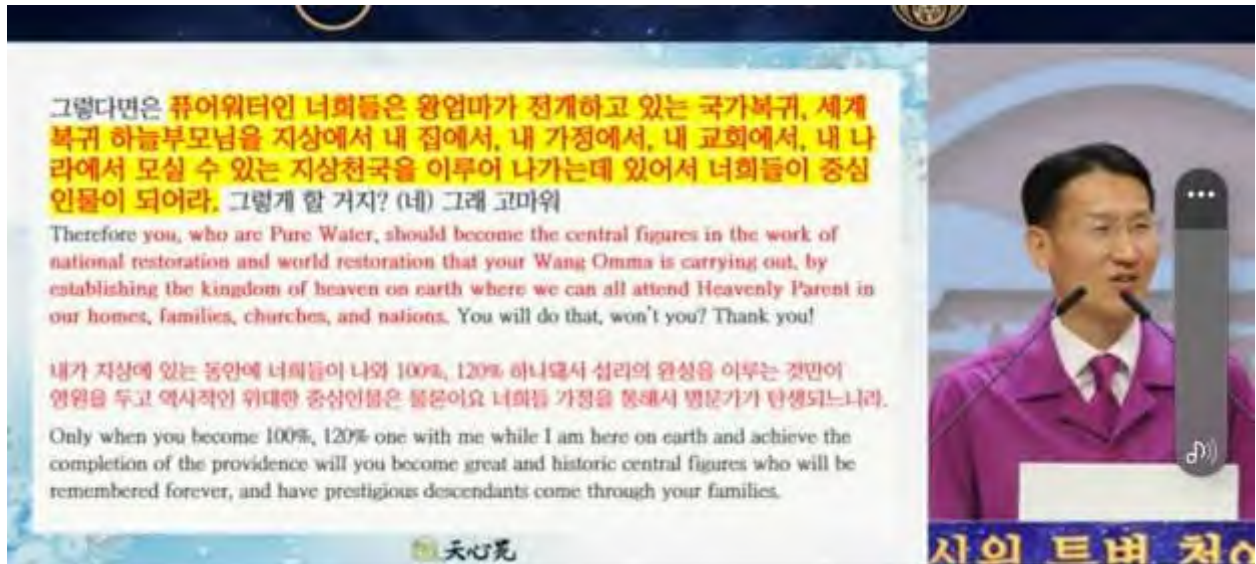 그렇다면은 퓨어워터인 너희들은 왕엄마가 전개하고 있는 국가복귀, 세계
복귀 하늘부모님을 지상에서 내 집에서, 내 가정에서, 내 교회에서, 내 나
라에서 모실 수 있는 지상천국을 이루어 나가는데 있어서 너희들이 중심
인물이 되어라. 그렇게 할 거지? (네) 그래 고마워
Therefore you, who are Pure Water, should become the central figures in the work of
national restoration and world restoration that your Wang Omma is carrying out, by
establishing the kingdom of heaven on earth where we can all attend Heavenly Parent in
our homes, families, churches, and nations. You will do that, won't you? Thank you!
내가 지상에 있는 동안에 너희들이 나와 100%, 120% 하나돼서 섭리의 완성을 이루는 것만이
영원을 두고 역사적인 위대한 중심인물은 물론이요 너희들 가정을 통해서 명문가가 탄생되느니라.
Only when you become 100%, 120% one with me while I am here on earth and achieve the
completion of the providence will you become great and historic central figures who will be
remembered forever, and have prestigious descendants come through your families.
天心苑
의 특별